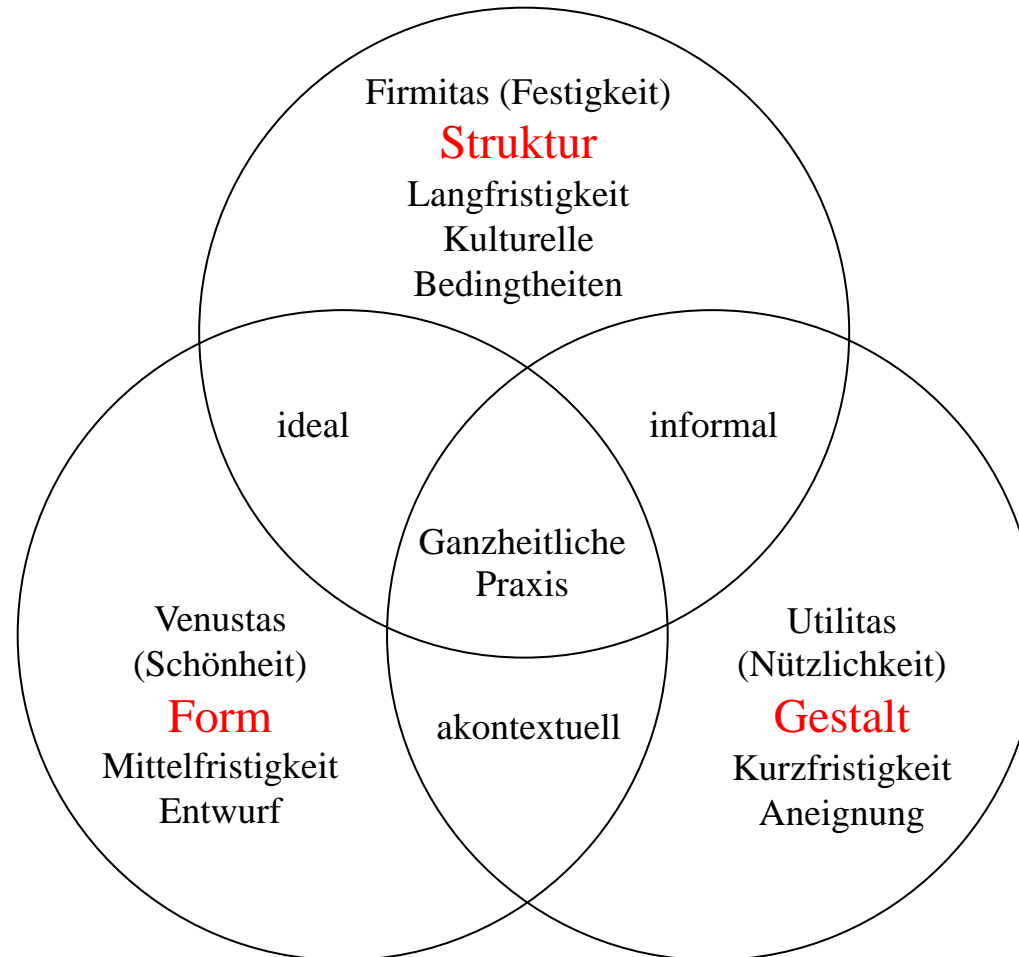 Firmitas (Festigkeit)
Struktur
Langfristigkeit
Kulturelle
Bedingtheiten
ideal
informal
Ganzheitliche
Praxis
Venustas
(Schönheit)
Form
Mittelfristigkeit
Entwurf
akontextuell
Utilitas
(Nützlichkeit)
Gestalt
Kurzfristigkeit
Aneignung